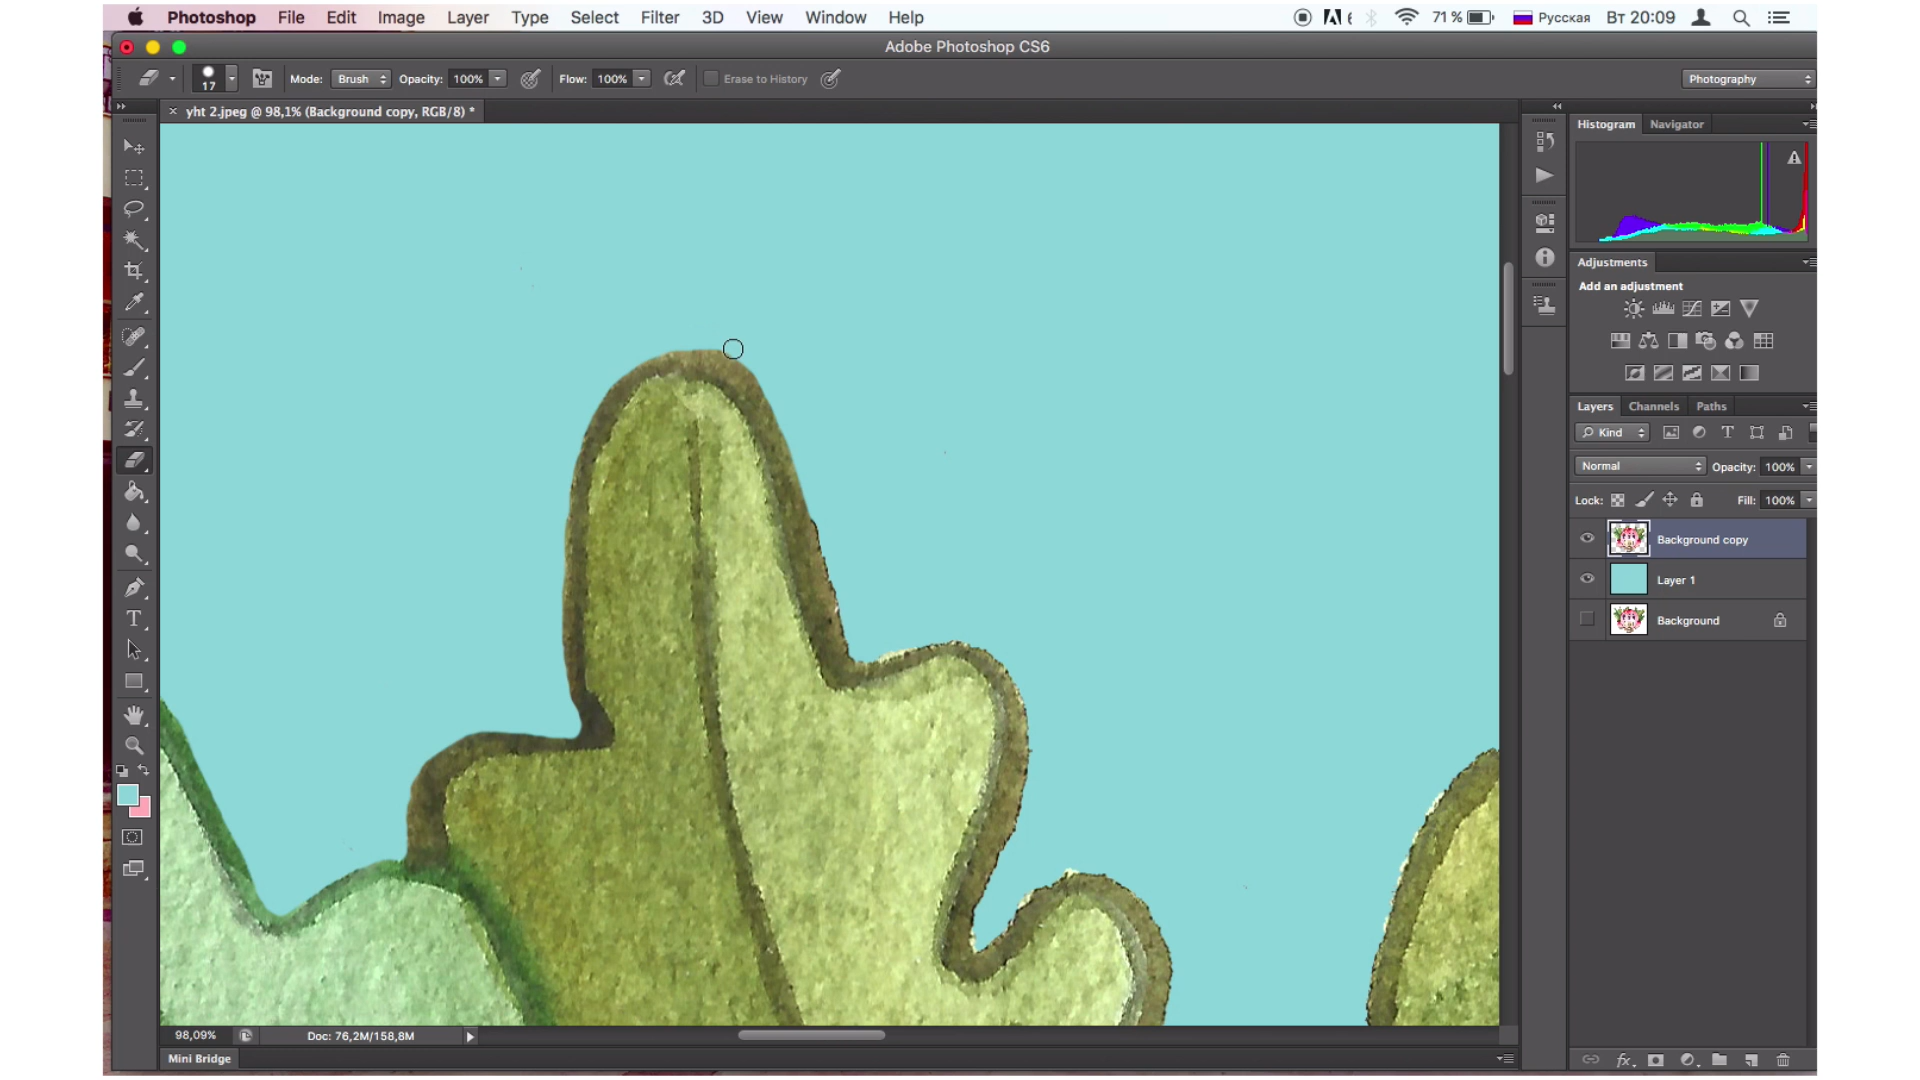 Photoshop File Edit Image Layer Type Select Filter 3D View Window Help 71 % Русская Вт 20:09
Adobe Photoshop CS6
17 Mode: Brush Opacity: 100% Flow: 100% Erase to History Photography
× yht 2.jpeg @ 98,1% (Background copy, RGB/8) *
Histogram Navigator
Adjustments
Add an adjustment
Layers Channels Paths
Kind
Normal Opacity: 100%
Lock: Fill: 100%
Background copy
Layer 1
Background
98,09% Doc: 76,2M/158,8M
Mini Bridge